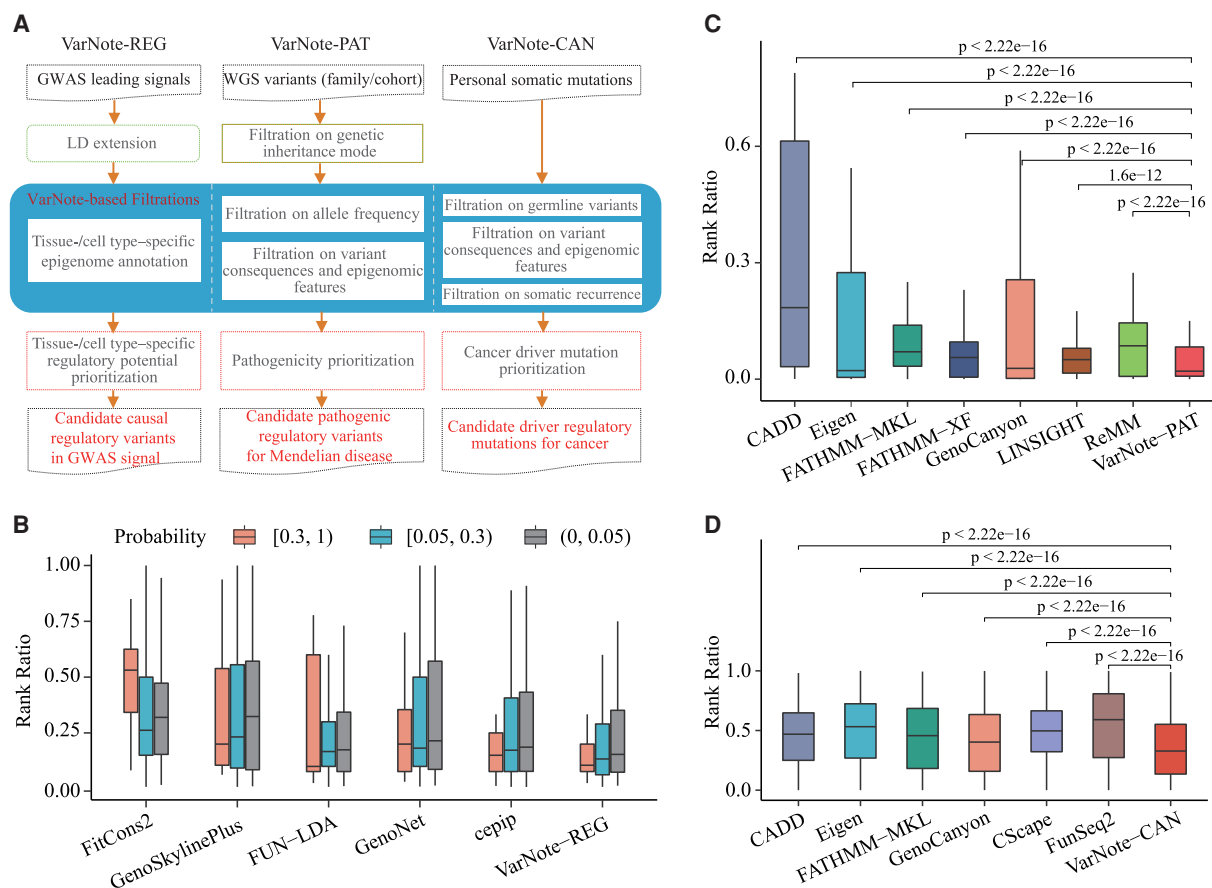 A
VarNote-REG
VarNote-PAT
VarNote-CAN
GWAS leading signals
WGS variants (family/cohort)
Personal somatic mutations
LD extension
Filtration on genetic
inheritance mode
VarNote-based Filtrations
Tissue-/cell type–specific
epigenome annotation
Filtration on allele frequency
Filtration on variant
consequences and epigenomic
features
Filtration on germline variants
Filtration on variant
consequences and epigenomic
features
Filtration on somatic recurrence
Tissue-/cell type–specific
regulatory potential
prioritization
Pathogenicity prioritization
Cancer driver mutation
prioritization
Candidate causal
regulatory variants
in GWAS signal
Candidate pathogenic
regulatory variants
for Mendelian disease
Candidate driver regulatory
mutations for cancer
B
Probability
[0.3, 1)
[0.05, 0.3)
(0, 0.05)
Rank Ratio
1.00
0.75
0.50
0.25
0.00
FitCons2
GenoSkylinePlus
FUN−LDA
GenoNet
cepip
VarNote−REG
C
p < 2.22e−16
p < 2.22e−16
p < 2.22e−16
p < 2.22e−16
p < 2.22e−16
1.6e−12
p < 2.22e−16
Rank Ratio
0.6
0.3
0.0
CADD
Eigen
FATHMM−MKL
FATHMM−XF
GenoCanyon
LINSIGHT
ReMM
VarNote−PAT
D
p < 2.22e−16
p < 2.22e−16
p < 2.22e−16
p < 2.22e−16
p < 2.22e−16
p < 2.22e−16
Rank Ratio
1.0
0.5
0.0
CADD
Eigen
FATHMM−MKL
GenoCanyon
CScape
FunSeq2
VarNote−CAN